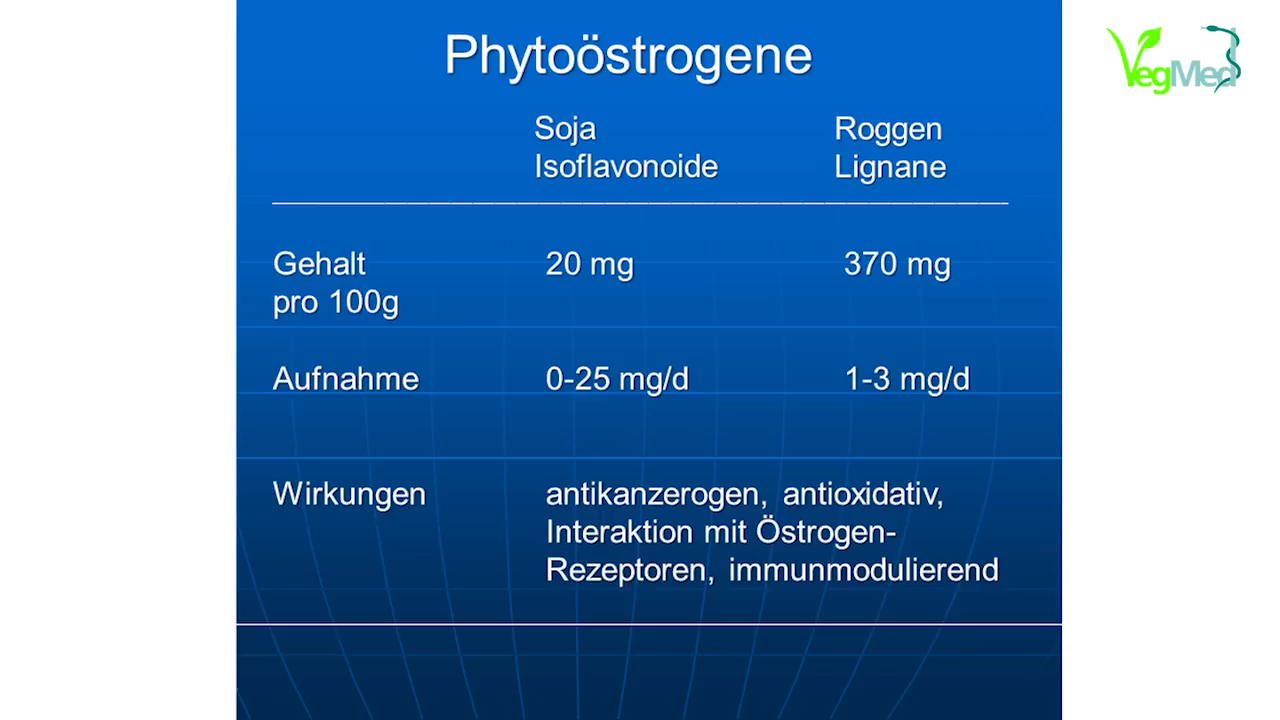 Phytoöstrogene
VegMed
Soja Roggen
Isoflavonoide Lignane
Gehalt 20 mg 370 mg
pro 100g
Aufnahme 0-25 mg/d 1-3 mg/d
Wirkungen antikanzerogen, antioxidativ,
Interaktion mit Östrogen-
Rezeptoren, immunmodulierend